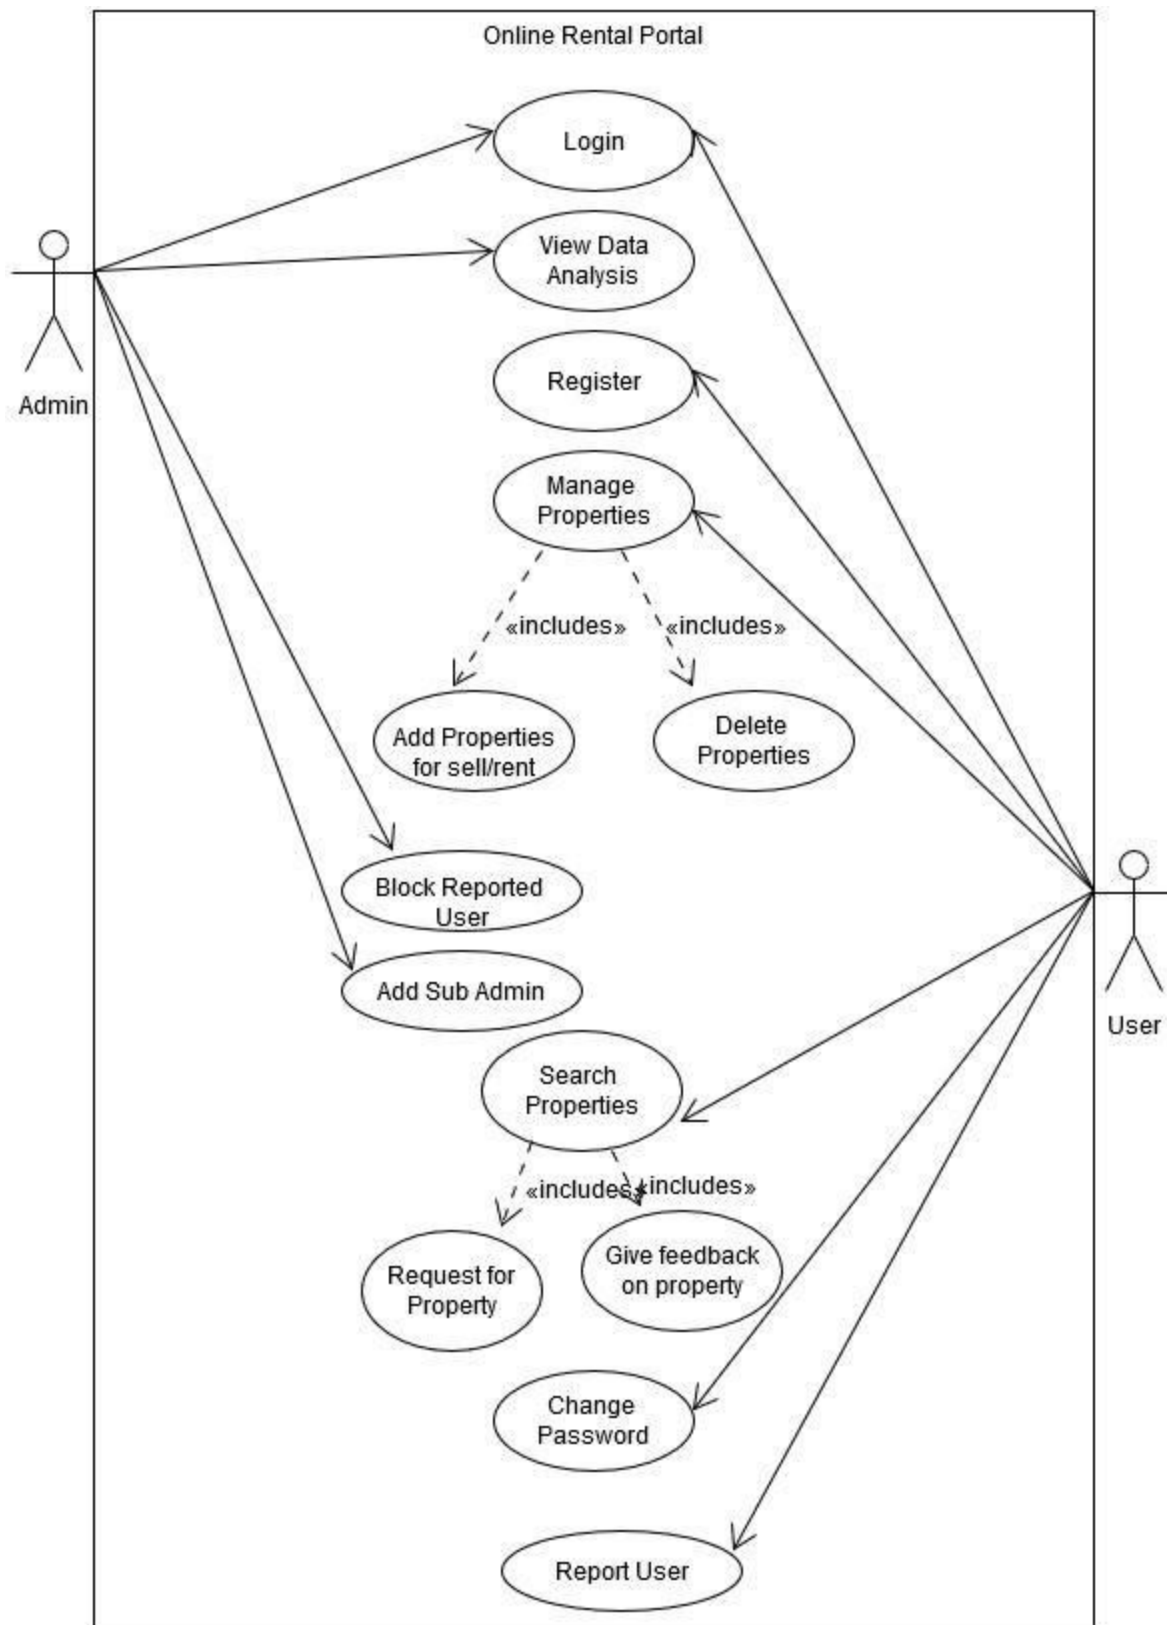 Online Rental Portal
Login
View Data
Analysis
Register
Admin
Manage
Properties
«includes»
«includes»
Add Properties
for sell/rent
Delete
Properties
Block Reported
User
Add Sub Admin
User
Search
Properties
«includes»
«includes»
Request for
Property
Give feedback
on property
Change
Password
Report User